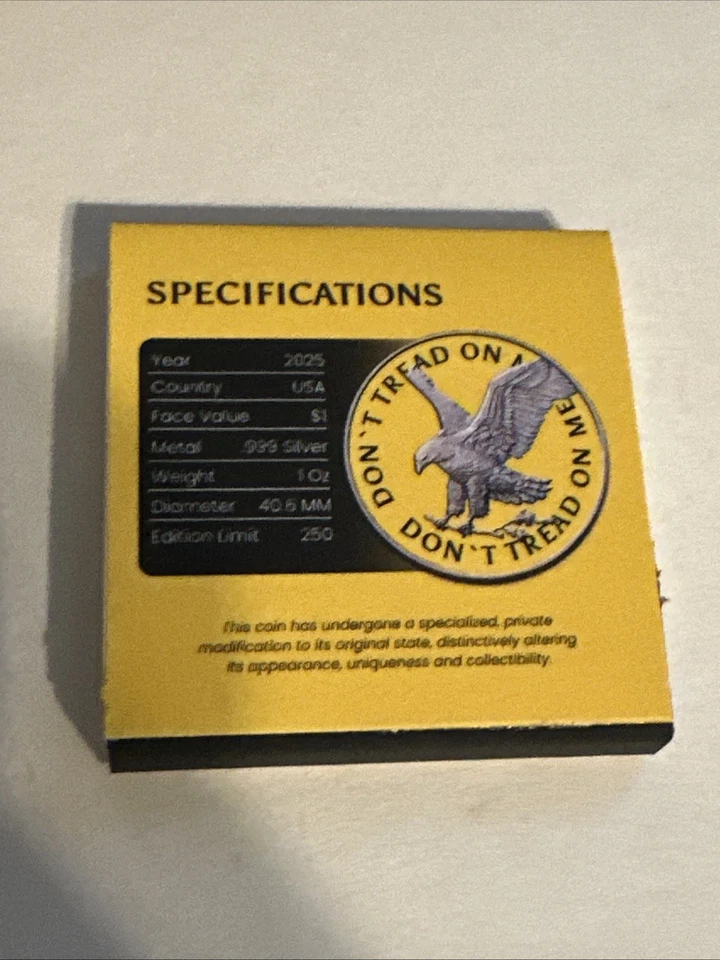 SPECIFICATIONS
Year 2025
Country USA
Face Value $1
Metal .999 Silver
Weight 1 Oz
Diameter 40.6 MM
Edition Limit 250
DON`T TREAD ON M
DON`T TREAD ON ME
This coin has undergone a specialized, private
modification to its original state, distinctively altering
its appearance, uniqueness and collectibility.